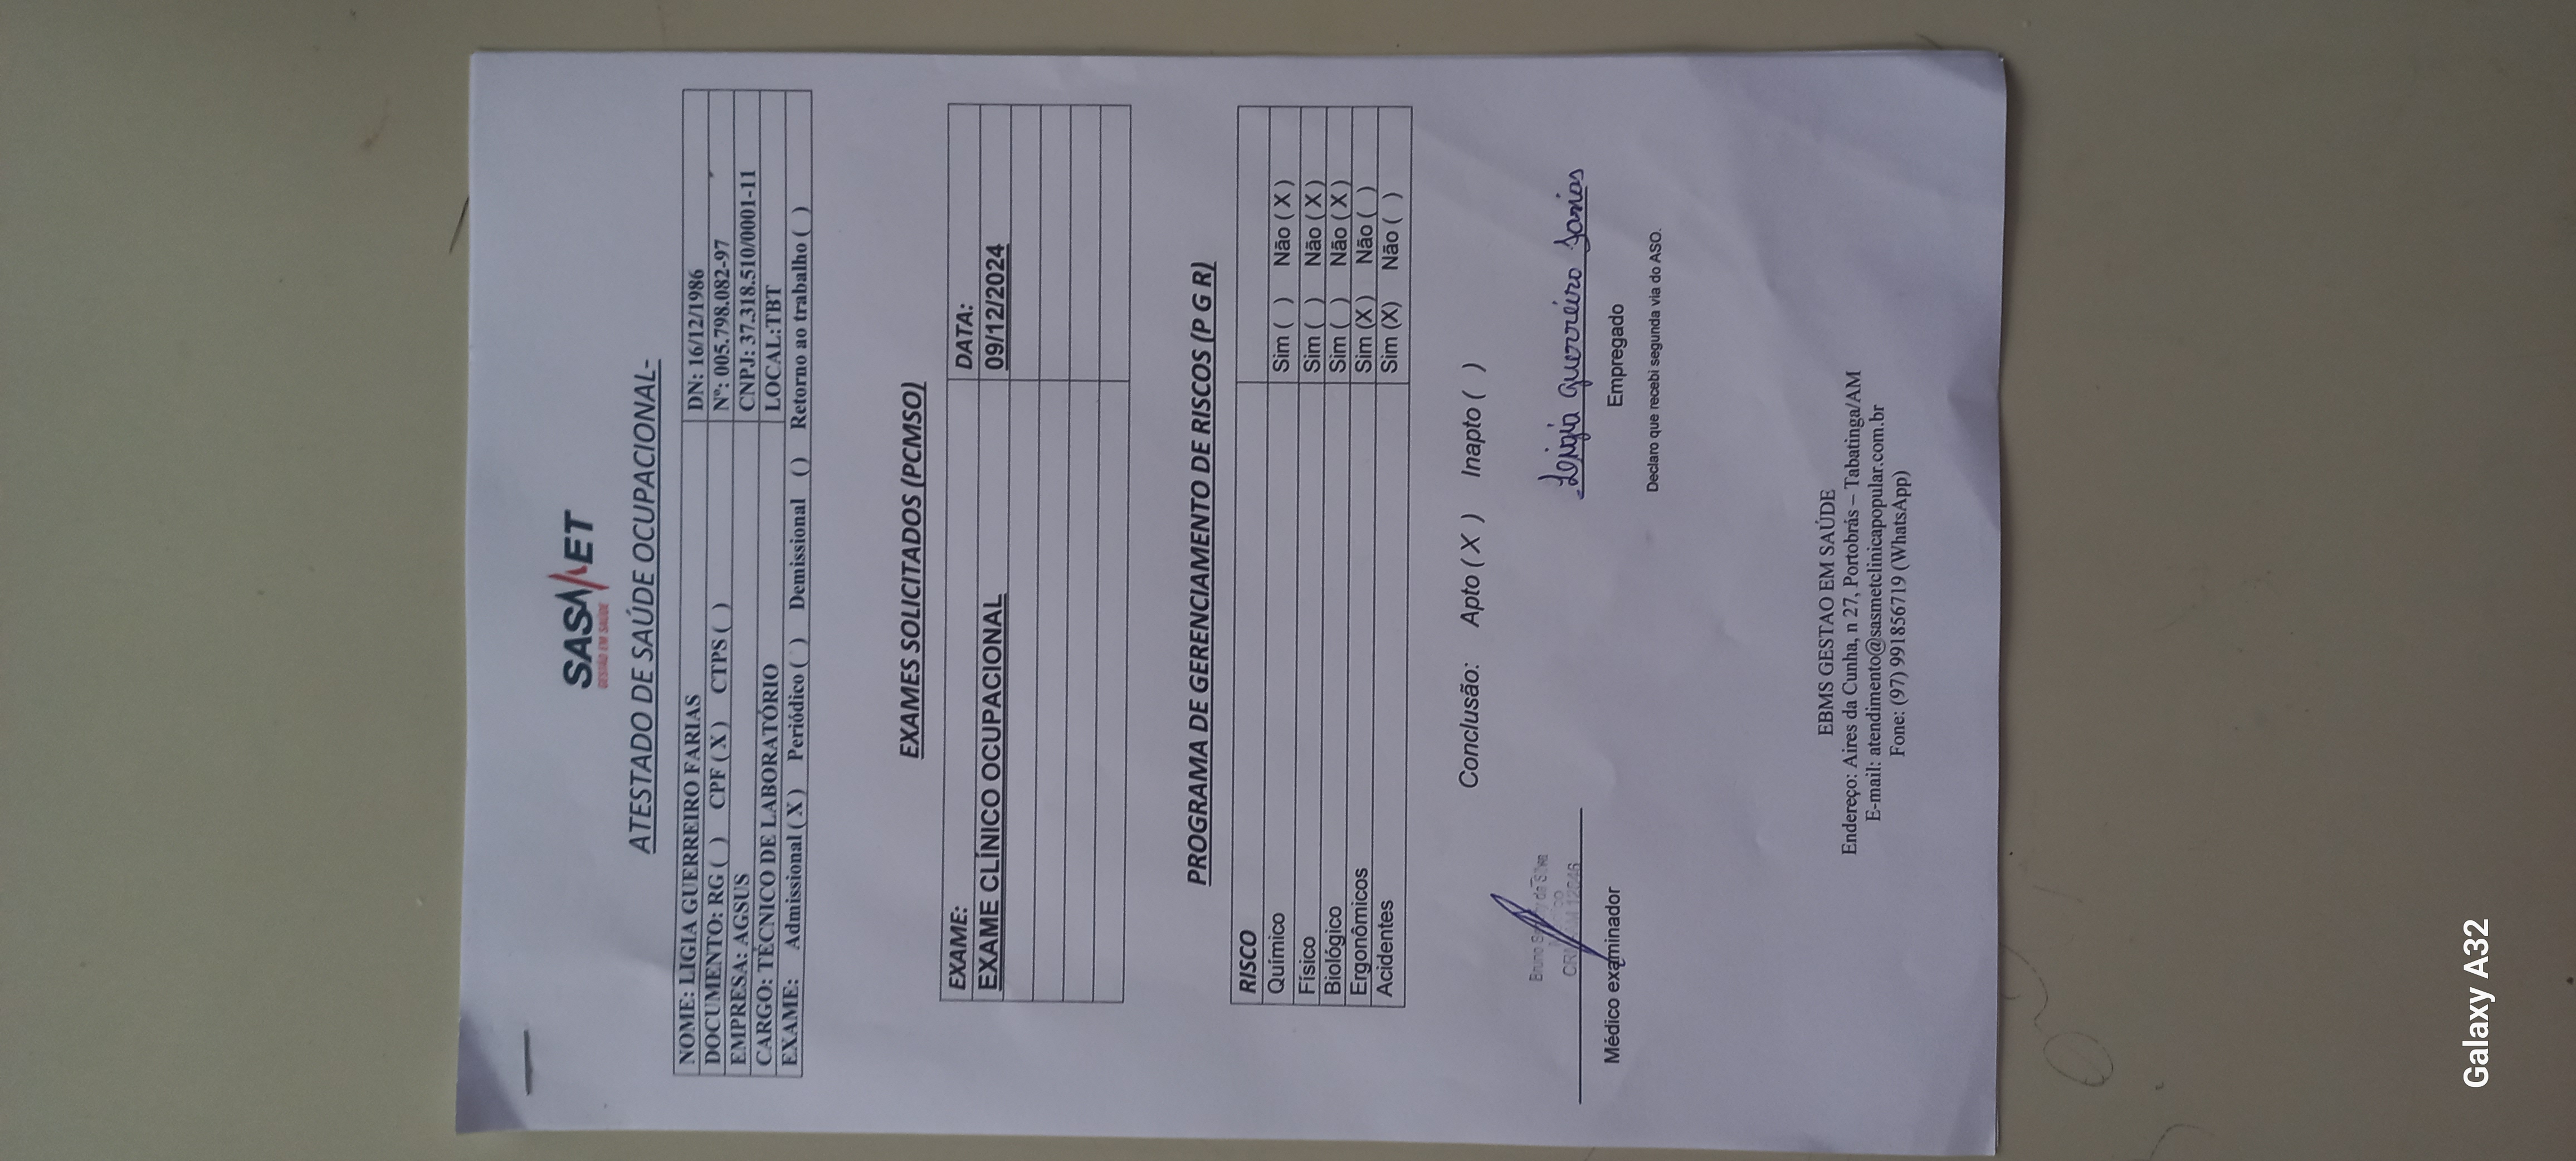 SASMET
GESTÃO EM SAÚDE
ATESTADO DE SAÚDE OCUPACIONAL-
NOME: LIGIA GUERREIRO FARIAS DN: 16/12/1986
DOCUMENTO: RG ( ) CPF ( X ) CTPS ( ) Nº: 005.798.082-97
EMPRESA: AGSUS CNPJ: 37.318.510/0001-11
CARGO: TÉCNICO DE LABORATÓRIO LOCAL:TBT
EXAME: Admissional ( X ) Periódico ( ) Demissional ( ) Retorno ao trabalho ( )
EXAMES SOLICITADOS (PCMSO)
EXAME: DATA:
EXAME CLÍNICO OCUPACIONAL 09/12/2024
PROGRAMA DE GERENCIAMENTO DE RISCOS (P G R)
RISCO
Químico Sim ( ) Não ( X )
Físico Sim ( ) Não ( X )
Biológico Sim ( ) Não ( X )
Ergonômicos Sim (X ) Não ( )
Acidentes Sim (X) Não ( )
Conclusão: Apto ( X ) Inapto ( )
Bruno da Silva
12046
Leigia Guerreiro Farias
Médico examinador Empregado
Declaro que recebi segunda via do ASO.
EBMS GESTAO EM SAÚDE
Endereço: Aires da Cunha, n 27, Portobrás – Tabatinga/AM
E-mail: atendimento@sasmetclinicapopular.com.br
Fone: (97) 991856719 (WhatsApp)
Galaxy A32